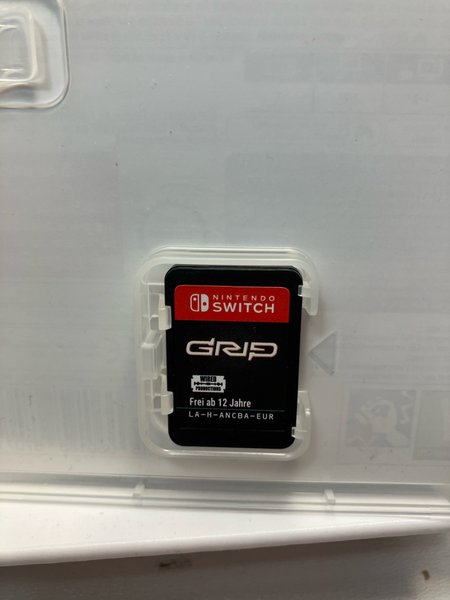 NINTENDO
SWITCH
GRIP
WIRED
PRODUCTIONS
Frei ab 12 Jahre
LA-H-ANCBA-EUR